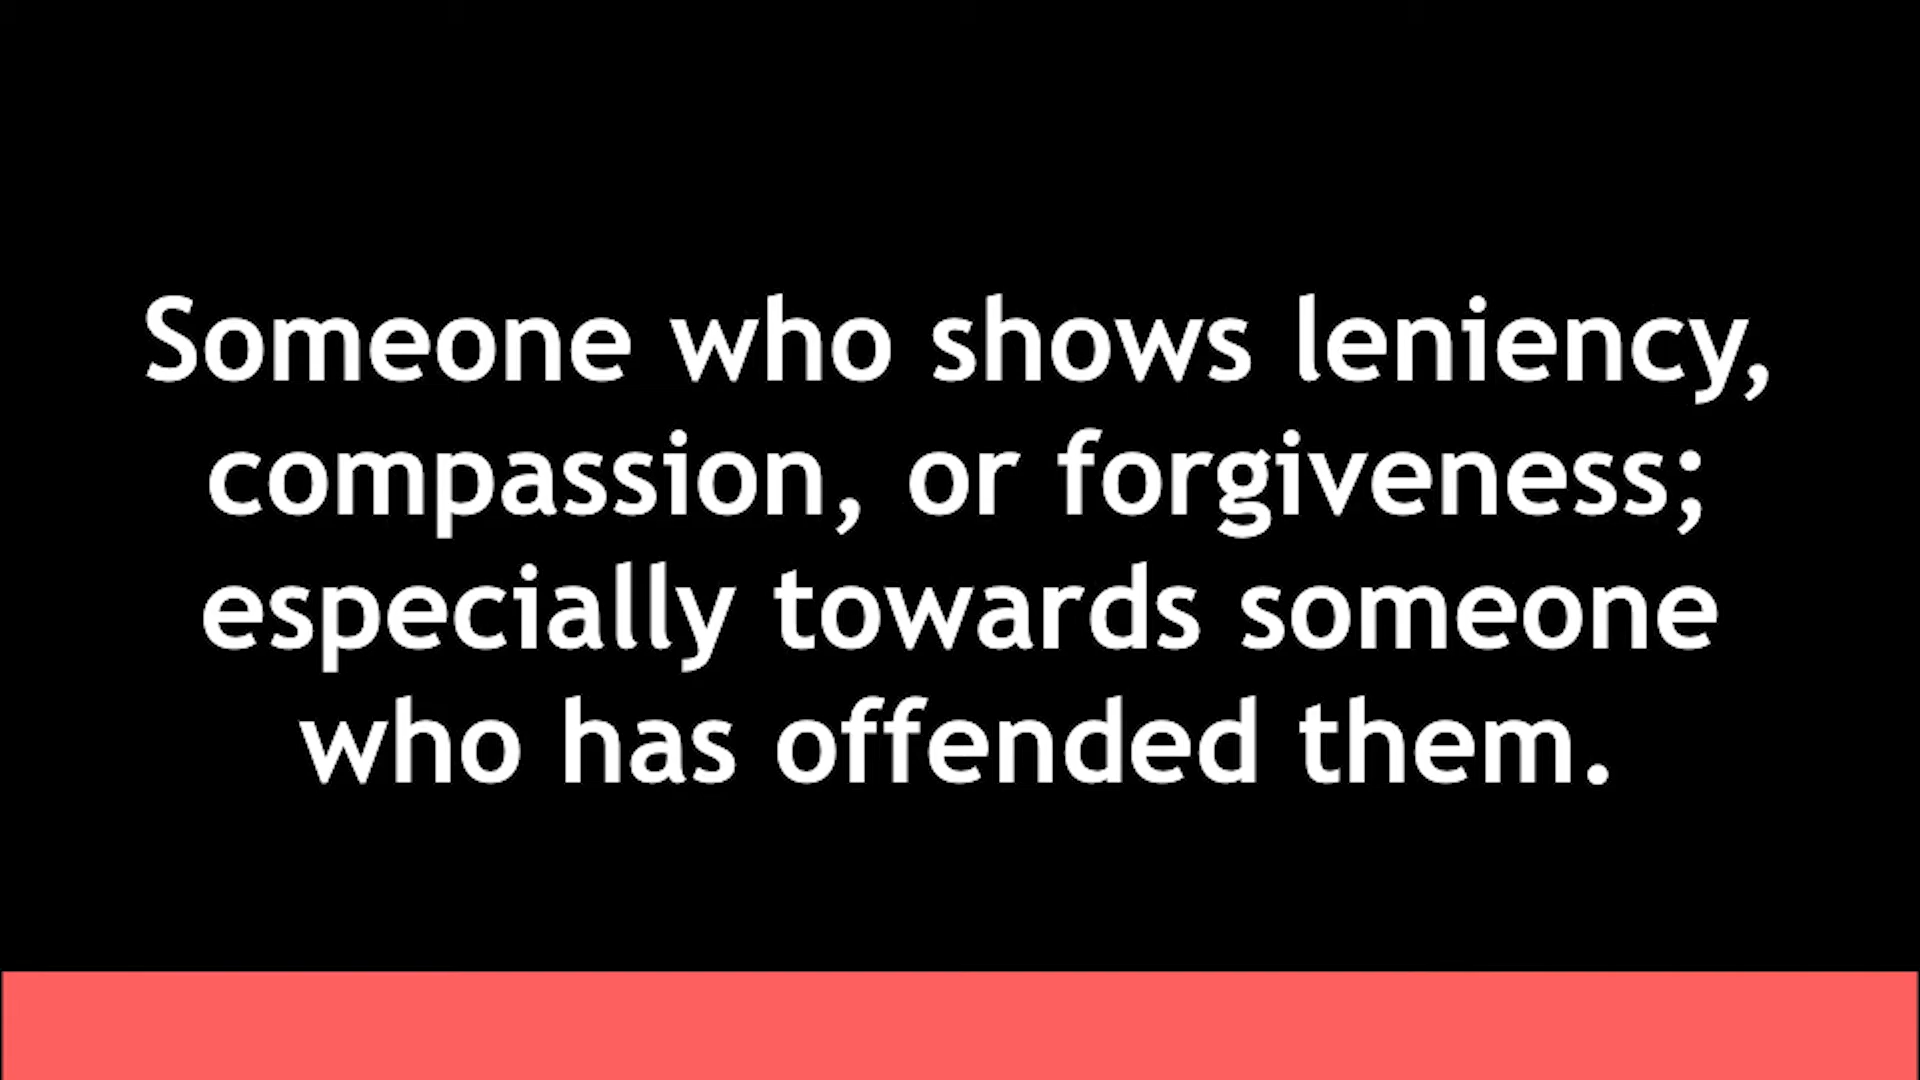 Someone who shows leniency,
compassion, or forgiveness;
especially towards someone
who has offended them.